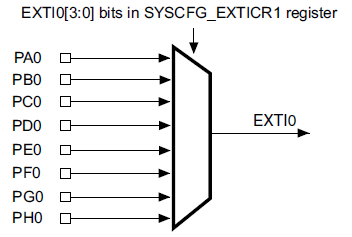 EXTI0[3:0] bits in SYSCFG_EXTICR1 register
PA0
PB0
PC0
PD0
PE0
PF0
PG0
PH0
EXTI0